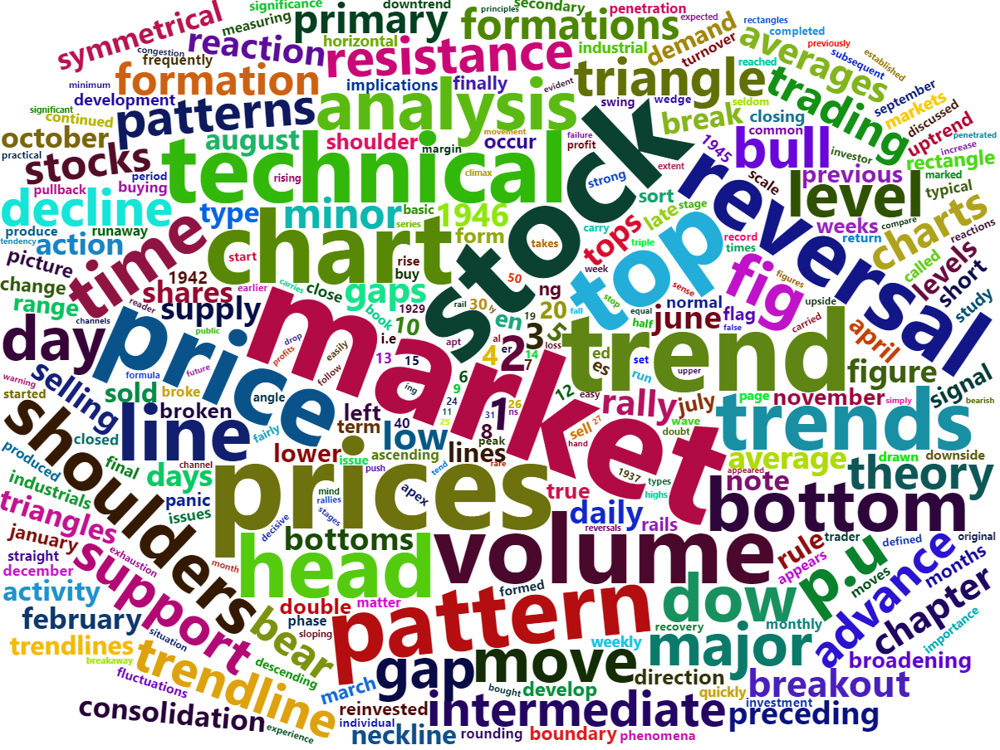 significance
downtrend
principles
secondary
penetration
expected
rectangles
symmetrical
measuring
primary
formations
demand
completed
previously
established
subsequent
reached
averages
horizontal
industrial
turnover
reaction
resistance
congestion
frequently
formation
implications
finally
evident
triangle
trading
september
markets
discussed
minimum
development
patterns
analysis
swing
wedge
seldom
break
closing
common
significant
continued
october
practical
stocks
august
shoulder
margin
movement
occur
failure
profit
stock
1945
bull
investor
uptrend
penetrated
increase
rectangle
period
buying
pullback
technical
rising
climax
strong
extent
reversal
scale
previous
level
marked
typical
decline
type
minor
basic
series
1946
form
sort
late
stage
weeks
return
compare
reactions
charts
produce
runaway
tendency
action
time
chart
start
rise
buy
takes
carry
tops
triple
record
times
top
fig
figures
called
levels
short
study
picture
change
range
1942
shares
earlier
carries
close
gaps
week
50
ng
rail
30
ly
en
19
20
stop
sense
equal
normal
half
fall
june
flag
false
upside
carried
april
reader
supply
1929
book
10
i.e
apt
al
er
2
3
5
14
7
loss
4
trend
ed
es
set
run
upper
figure
signal
day
channels
price
public
drop
profits
easily
follow
market
13
15
6
9
ing
24
11
25
1
31
26
ns
8
12
easy
rally
july
page
november
simply
bearish
warning
started
selling
formula
future
sold
broke
broken
angle
left
term
40
low
peak
lines
rare
sell
27
hand
wave
doubt
trends
shoulders
line
fairly
closed
final
produced
days
channel
lower
issue
push
ascending
tend
apex
1937
types
highs
average
appeared
drawn
downside
note
theory
industrials
triangles
panic
issues
prices
mind
rallies
stages
decisive
true
daily
reversals
rails
bottom
january
straight
december
support
exhaustion
month
head
bottoms
volume
rule
trader
appears
p.u
defined
original
moves
advance
months
chapter
importance
activity
february
double
matter
phase
sloping
bear
pattern
formed
dow
recovery
monthly
weekly
major
trendlines
breakaway
situation
trendline
descending
fluctuations
march
gap
move
bought
develop
direction
quickly
broadening
breakout
investment
consolidation
experience
reinvested
individual
intermediate
preceding
neckline
rounding
boundary
phenomena